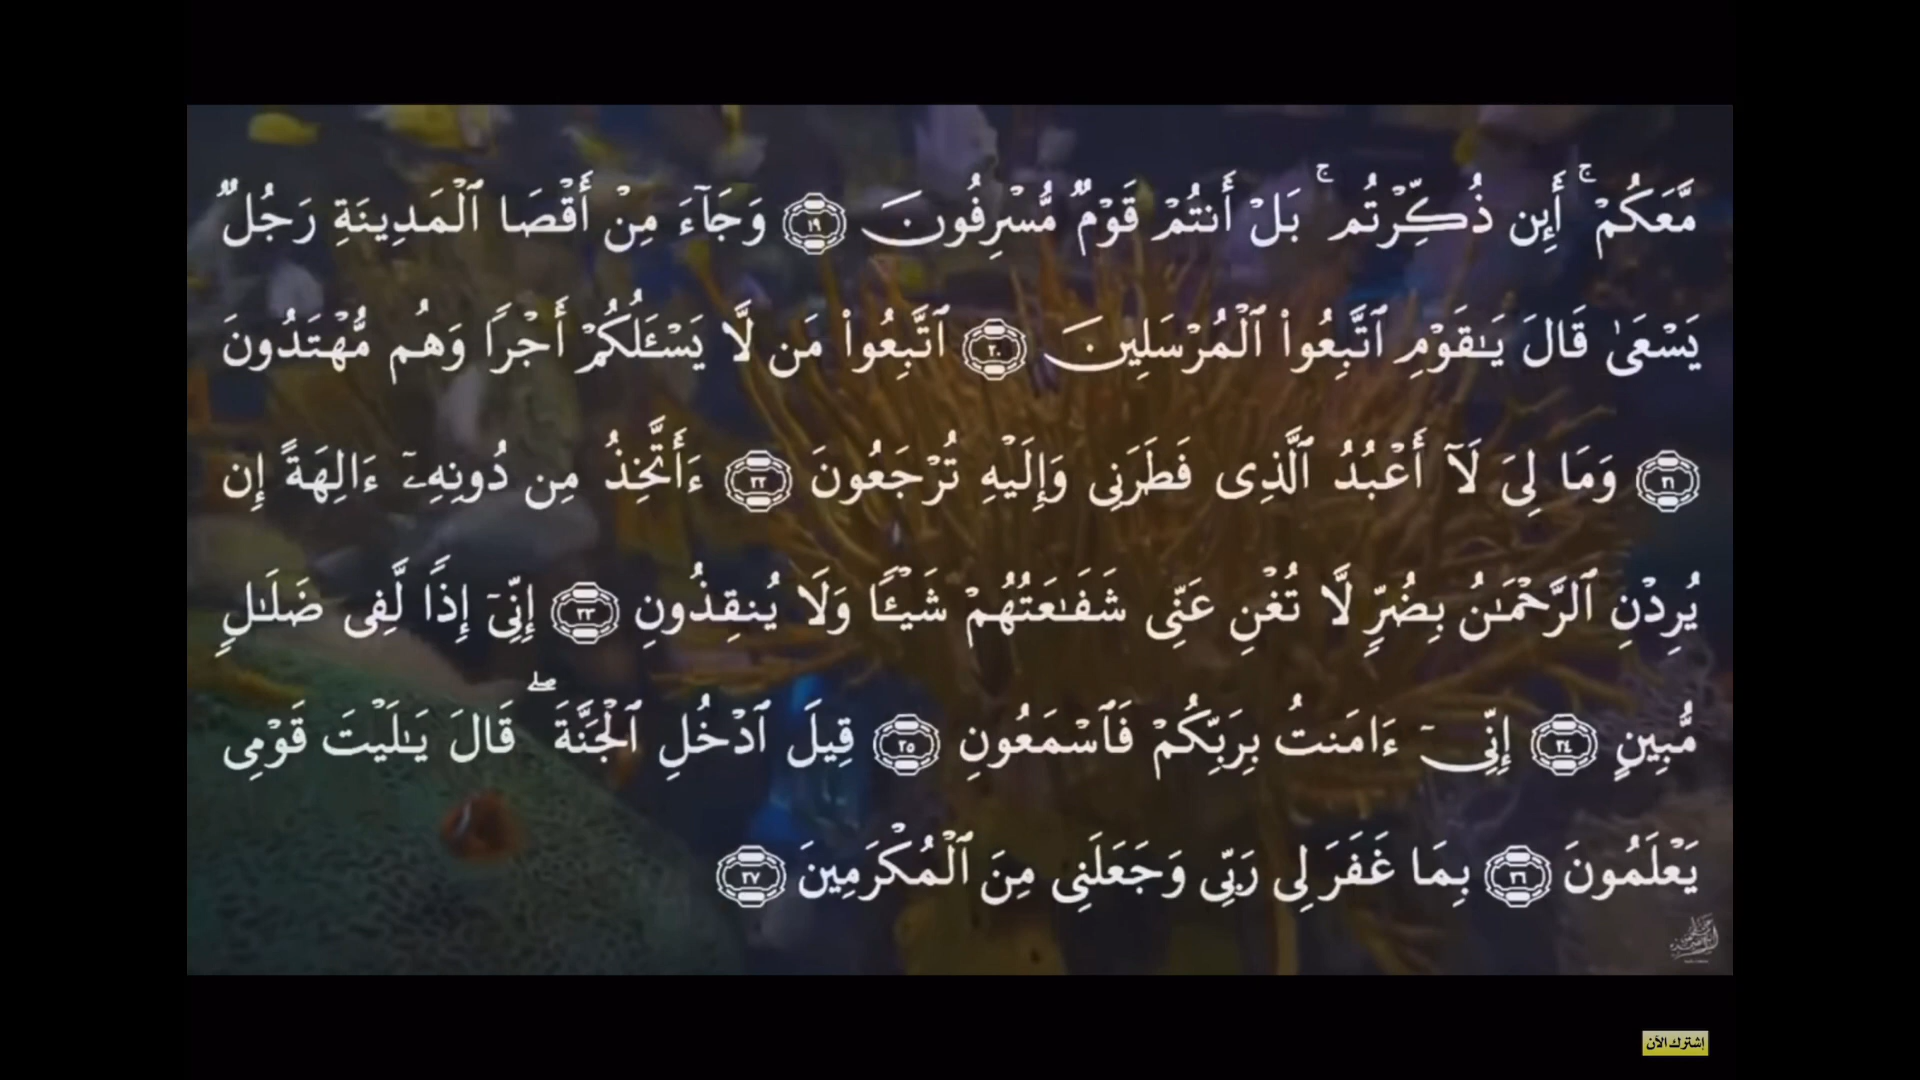 مَّعَكُمْ ۚ أَئِن ذُكِّرْتُم ۚ بَلْ أَنتُمْ قَوْمٌ مُّسْرِفُونَ ١٩ وَجَآءَ مِنْ أَقْصَا ٱلْمَدِينَةِ رَجُلٌ
يَسْعَىٰ قَالَ يَـٰقَوْمِ ٱتَّبِعُوا۟ ٱلْمُرْسَلِينَ ٢٠ ٱتَّبِعُوا۟ مَن لَّا يَسْـَٔلُكُمْ أَجْرًا وَهُم مُّهْتَدُونَ
٢١ وَمَا لِىَ لَآ أَعْبُدُ ٱلَّذِى فَطَرَنِى وَإِلَيْهِ تُرْجَعُونَ ٢٢ ءَأَتَّخِذُ مِن دُونِهِۦٓ ءَالِهَةً إِن
يُرِدْنِ ٱلرَّحْمَـٰنُ بِضُرٍّ لَّا تُغْنِ عَنِّى شَفَـٰعَتُهُمْ شَيْـًٔا وَلَا يُنقِذُونِ ٢٣ إِنِّىٓ إِذًا لَّفِى ضَلَـٰلٍ
مُّبِينٍ ٢٤ إِنِّىٓ ءَامَنتُ بِرَبِّكُمْ فَٱسْمَعُونِ ٢٥ قِيلَ ٱدْخُلِ ٱلْجَنَّةَ ۖ قَالَ يَـٰلَيْتَ قَوْمِى
يَعْلَمُونَ ٢٦ بِمَا غَفَرَ لِى رَبِّى وَجَعَلَنِى مِنَ ٱلْمُكْرَمِينَ ٢٧
إشترك الآن